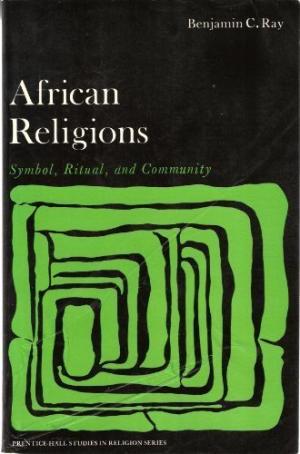 Benjamin C. Ray
African
Religions
Symbol, Ritual, and Community
PRENTICE-HALL STUDIES IN RELIGION SERIES